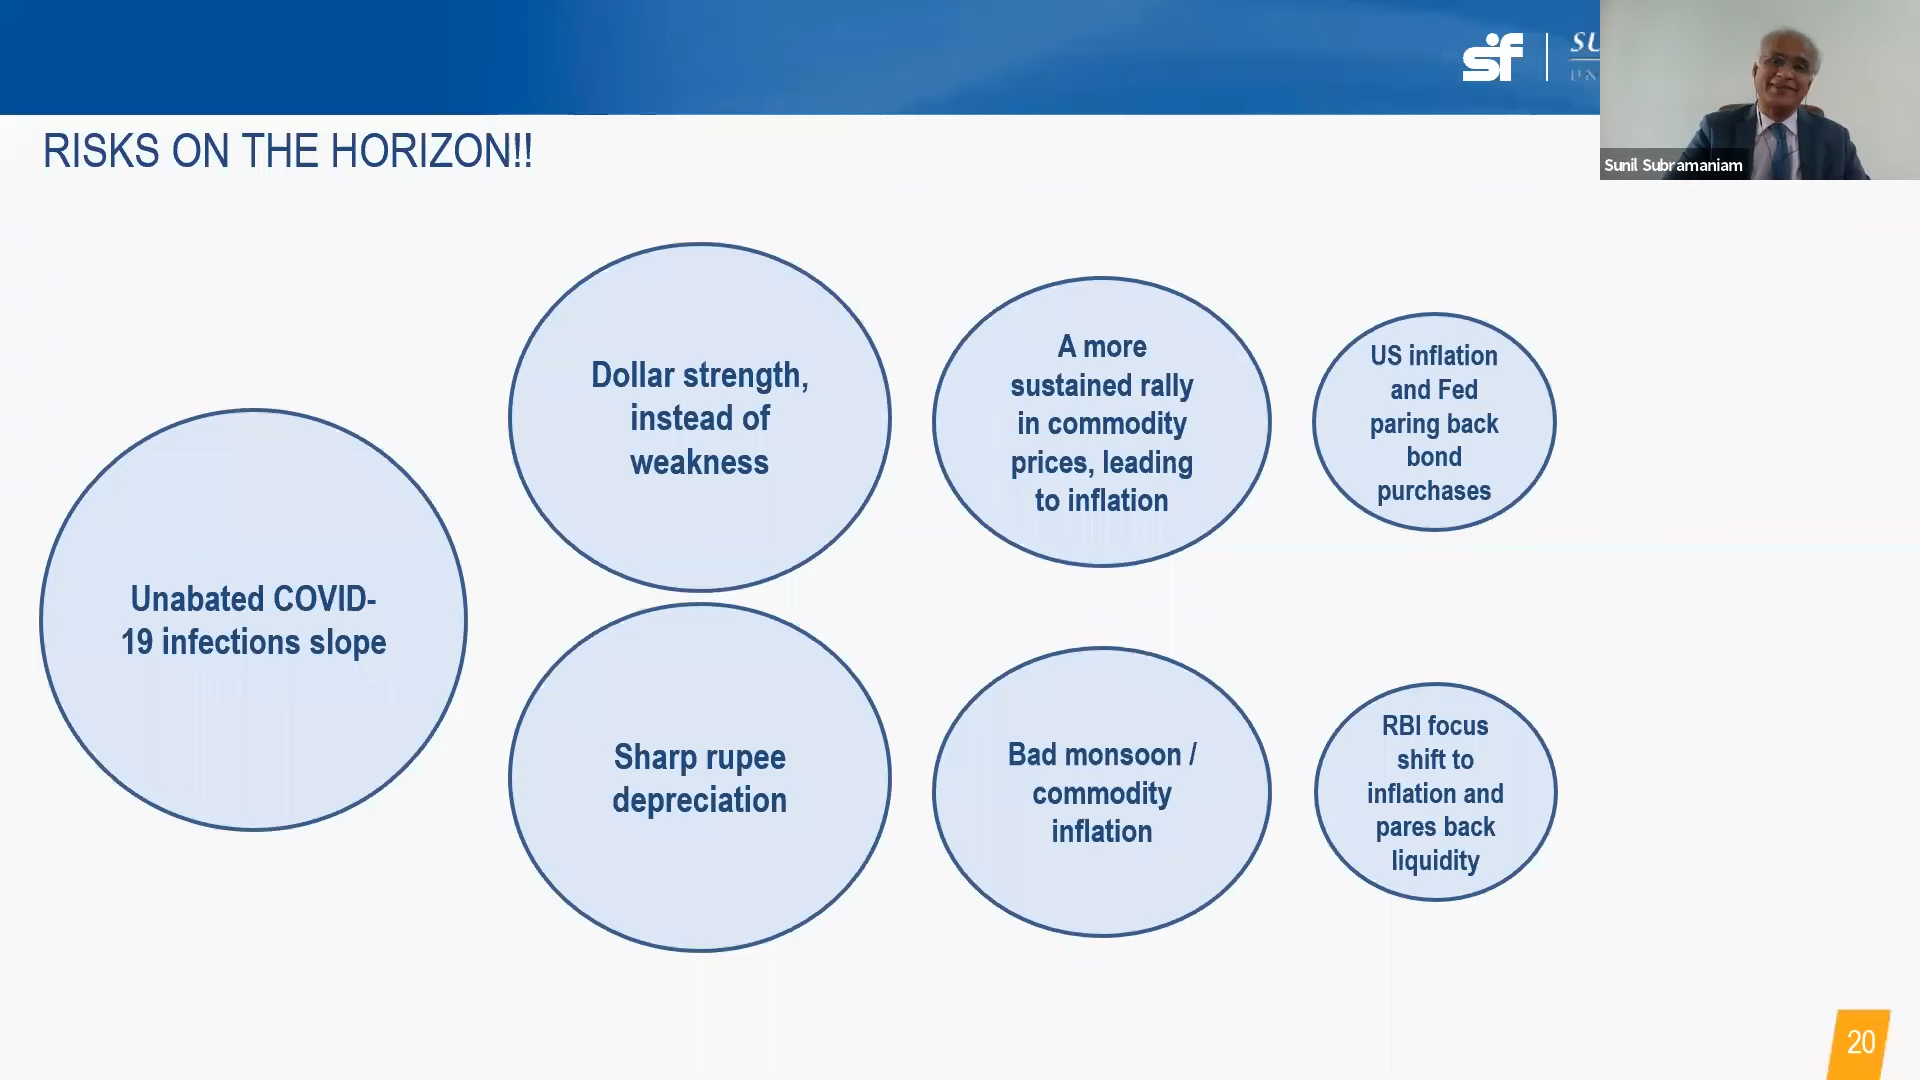 sf
Sunil Subramaniam
RISKS ON THE HORIZON!!
Unabated COVID-
19 infections slope
Dollar strength,
instead of
weakness
Sharp rupee
depreciation
A more
sustained rally
in commodity
prices, leading
to inflation
Bad monsoon /
commodity
inflation
US inflation
and Fed
paring back
bond
purchases
RBI focus
shift to
inflation and
pares back
liquidity
20